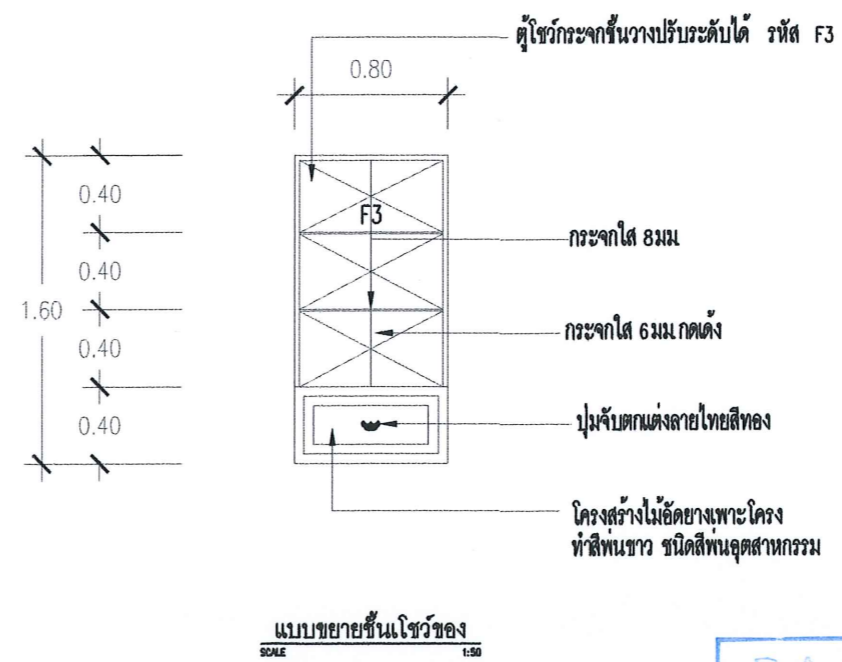 ตู้โชว์กระจกชั้นวางปรับระดับได้ รหัส F3
0.80
0.40
F3
กระจกใส 8มม.
0.40
1.60
0.40
กระจกใส 6มม.กดเด้ง
0.40
ปุ่มจับตกแต่งลายไทยสีทอง
โครงสร้างไม้อัดยางเพาะโครง
ทำสีพ่นขาว ชนิดสีพ่นอุตสาหกรรม
แบบขยายชั้นโชว์ของ
SCALE 1:50